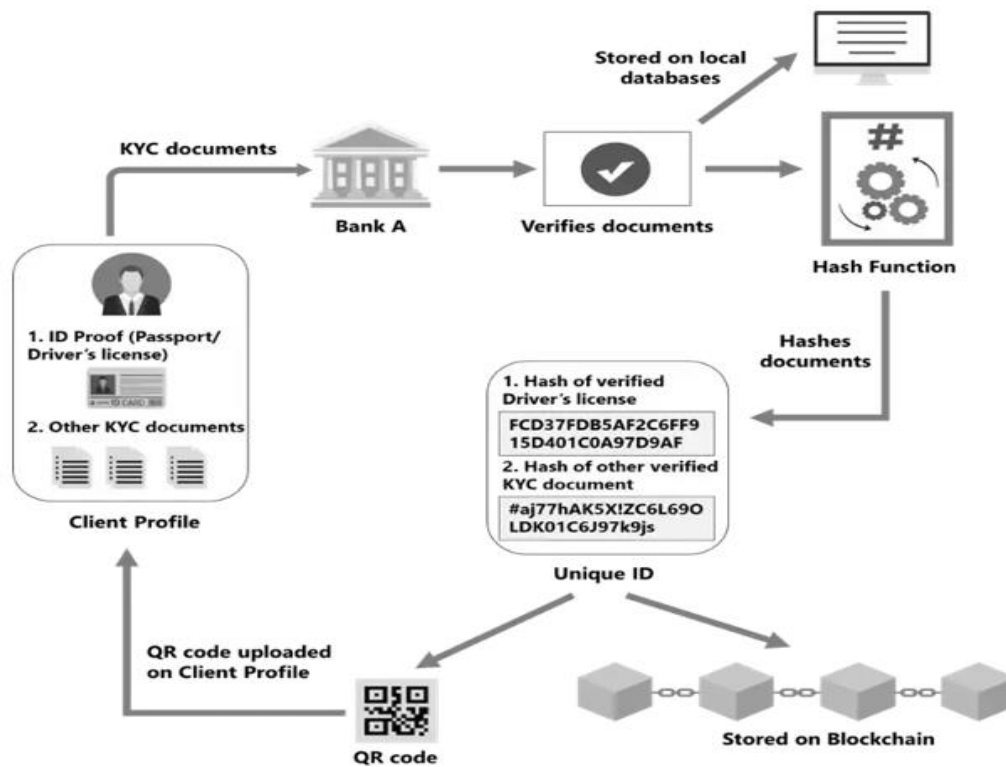 Stored on local
databases
KYC documents
#
Bank A
Verifies documents
Hash Function
1. ID Proof (Passport/
Driver's license)
ID CARD
2. Other KYC documents
Client Profile
Hashes
documents
1. Hash of verified
Driver's license
FCD37FDB5AF2C6FF9
15D401C0A97D9AF
2. Hash of other verified
KYC document
#aj77hAK5X!ZC6L69O
LDK01C6J97k9js
Unique ID
QR code uploaded
on Client Profile
QR code
Stored on Blockchain